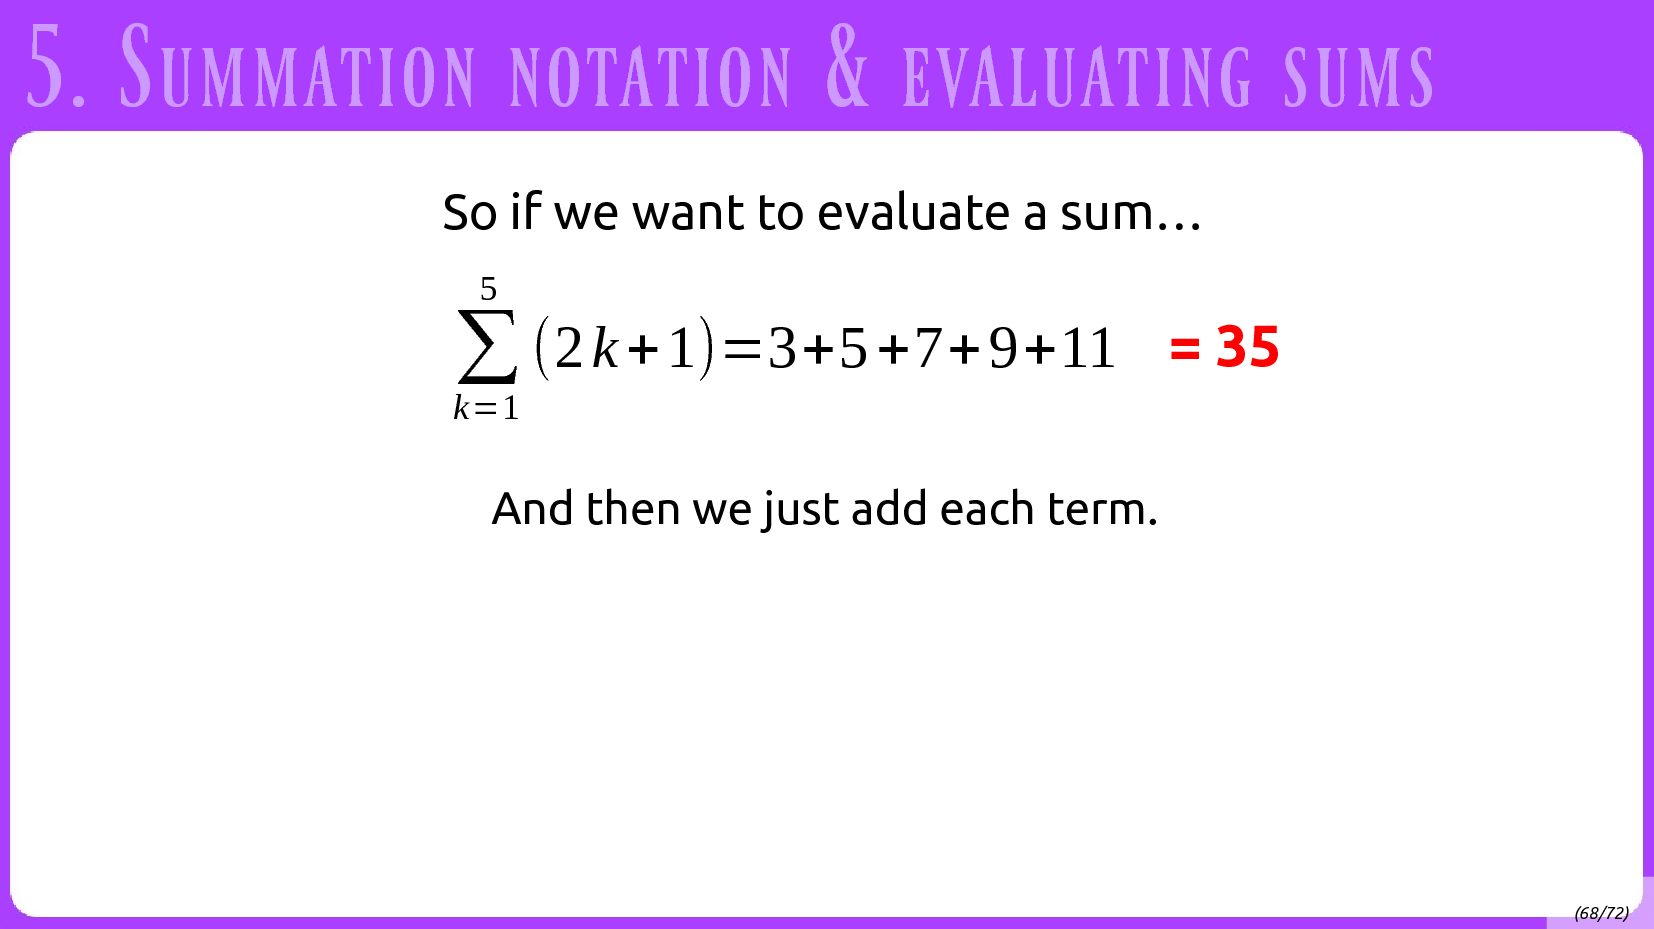 5. Summation notation & evaluating sums
So if we want to evaluate a sum…
5
∑ (2k+1)=3+5+7+9+11 = 35
k=1
And then we just add each term.
(68/72)